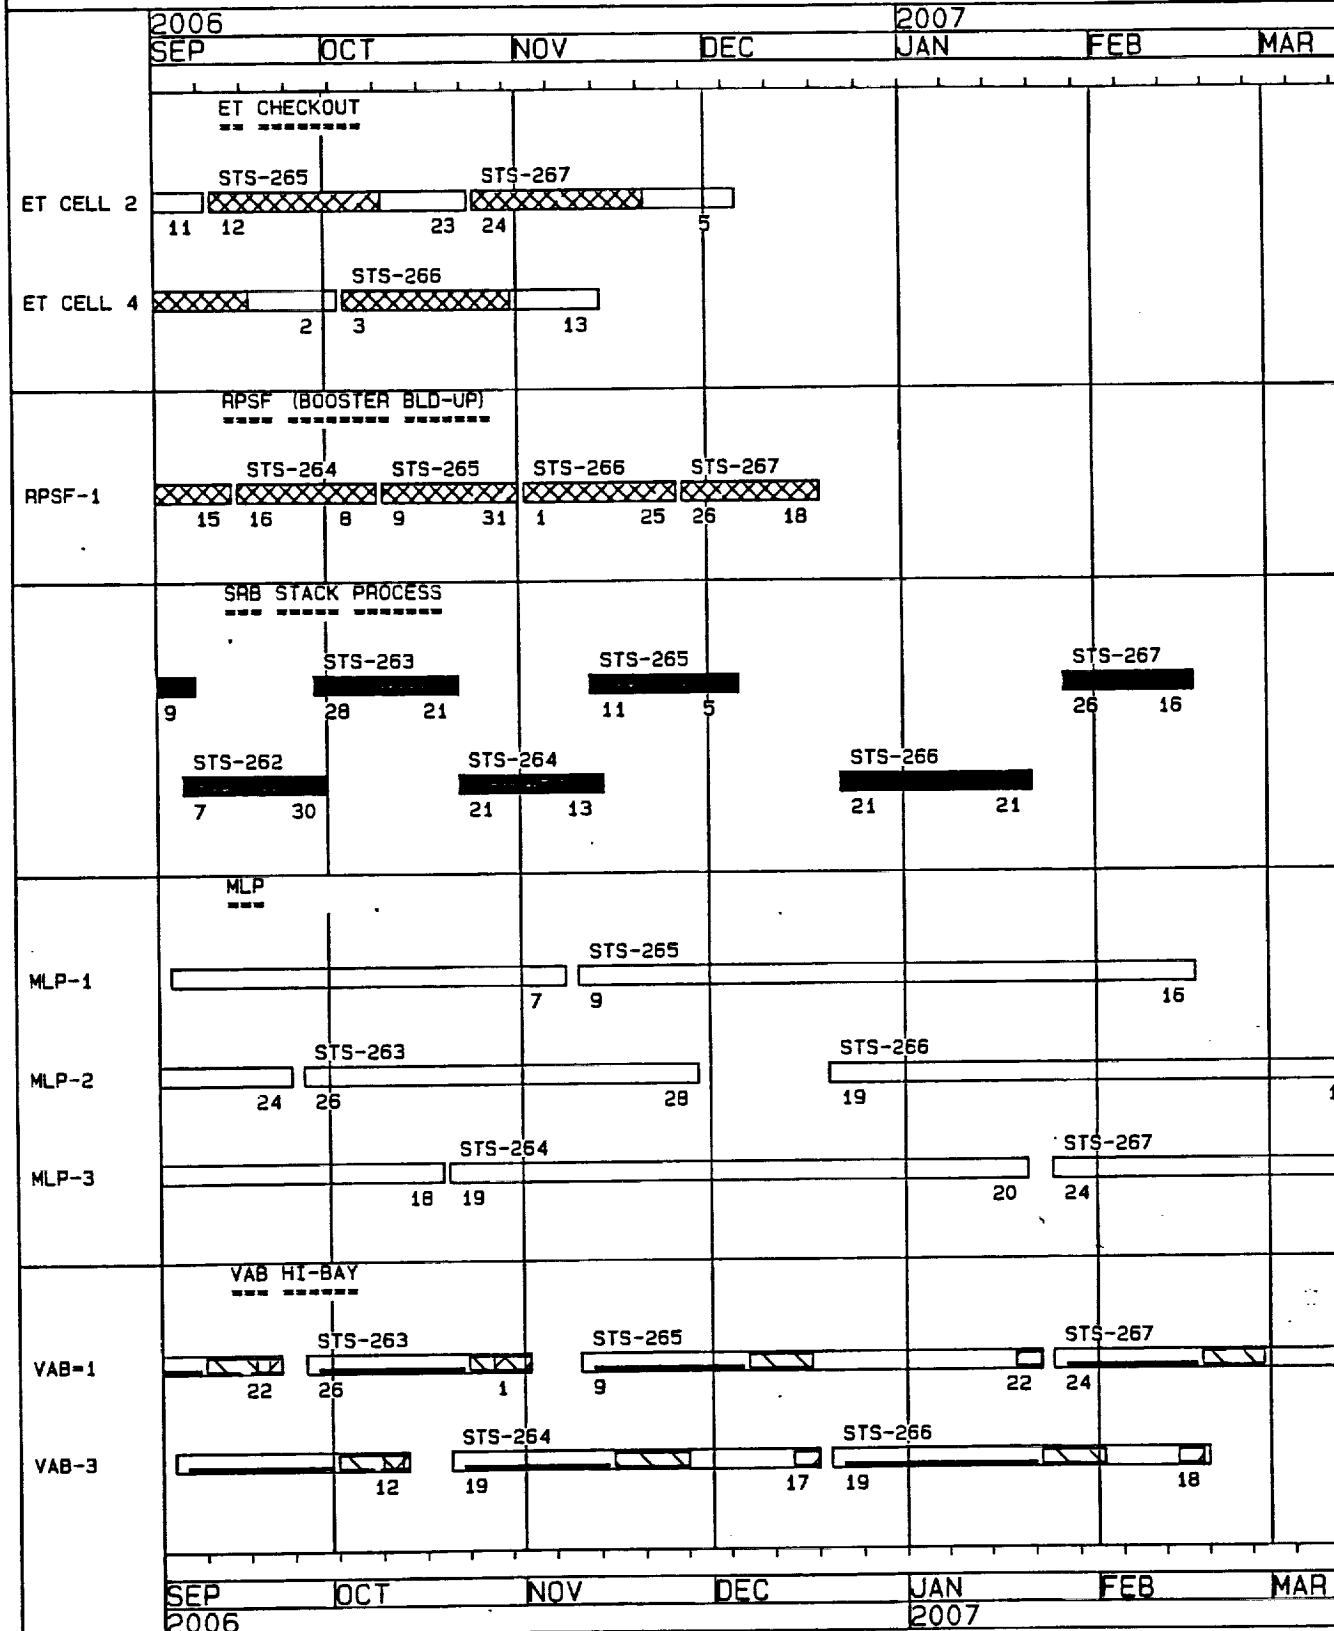 2006 2007
SEP OCT NOV DEC JAN FEB MAR
ET CHECKOUT
STS-265 STS-267
ET CELL 2
11 12 23 24 5
STS-266
ET CELL 4
2 3 13
RPSF (BOOSTER BLD-UP)
STS-264 STS-265 STS-266 STS-267
RPSF-1
15 16 8 9 31 1 25 26 18
SRB STACK PROCESS
STS-263 STS-265 STS-267
9 28 21 11 5 26 16
STS-262 STS-264 STS-266
7 30 21 13 21 21
MLP
STS-265
MLP-1
7 9 16
STS-263 STS-266
MLP-2
24 26 28 19 1
STS-264 STS-267
MLP-3
18 19 20 24
VAB HI-BAY
STS-263 STS-265 STS-267
VAB-1
22 26 1 9 22 24
STS-264 STS-266
VAB-3
12 19 17 19 18
SEP OCT NOV DEC JAN FEB MAR
2006 2007